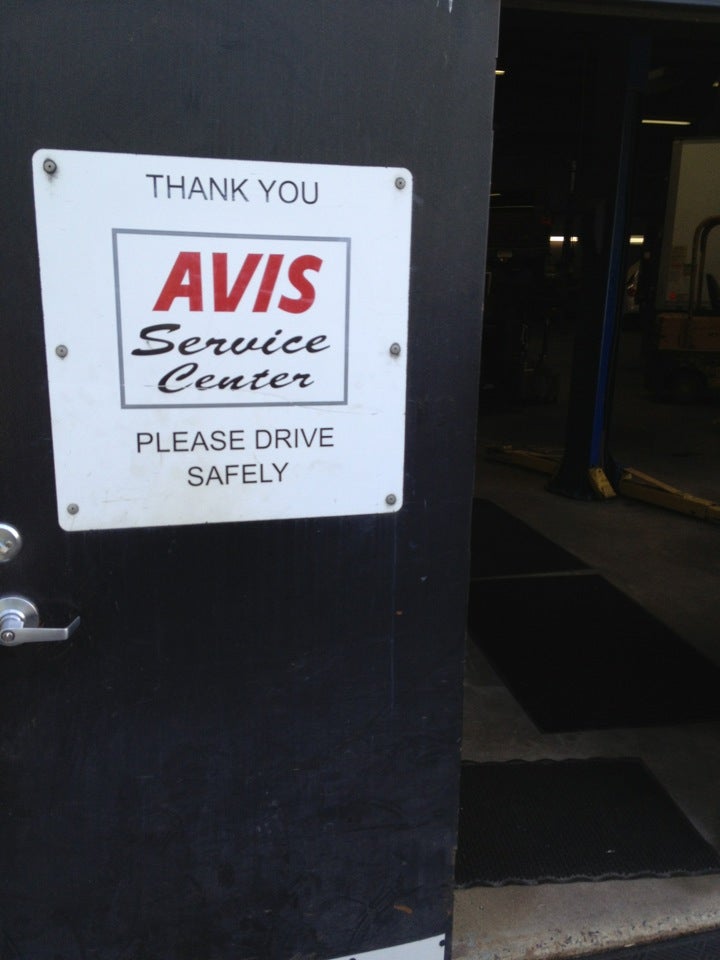 THANK YOU
AVIS
Service
Center
PLEASE DRIVE
SAFELY